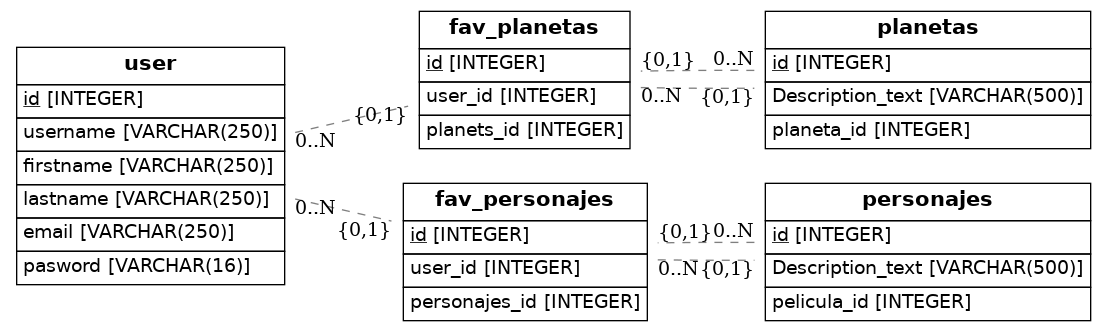 user
id [INTEGER]
username [VARCHAR(250)]
firstname [VARCHAR(250)]
lastname [VARCHAR(250)]
email [VARCHAR(250)]
pasword [VARCHAR(16)]
0..N
{0,1}
0..N
{0,1}
fav_planetas
id [INTEGER]
user_id [INTEGER]
planets_id [INTEGER]
{0,1} 0..N
0..N {0,1}
planetas
id [INTEGER]
Description_text [VARCHAR(500)]
planeta_id [INTEGER]
fav_personajes
id [INTEGER]
user_id [INTEGER]
personajes_id [INTEGER]
{0,1} 0..N
0..N {0,1}
personajes
id [INTEGER]
Description_text [VARCHAR(500)]
pelicula_id [INTEGER]